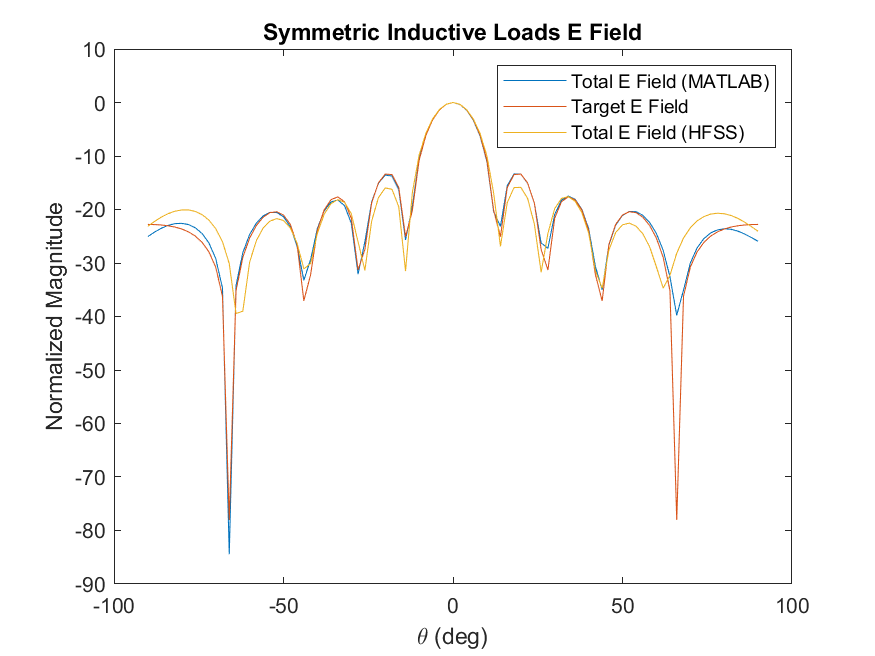 Symmetric Inductive Loads E Field
Total E Field (MATLAB)
Target E Field
Total E Field (HFSS)
10
0
-10
-20
-30
-40
-50
-60
-70
-80
-90
Normalized Magnitude
-100
-50
0
50
100
θ (deg)